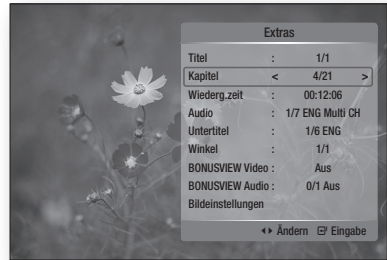 Extras
Titel : 1/1
Kapitel < 4/21 >
Wiederg.zeit : 00:12:06
Audio : 1/7 ENG Multi CH
Untertitel : 1/6 ENG
Winkel : 1/1
BONUSVIEW Video : Aus
BONUSVIEW Audio : 0/1 Aus
Bildeinstellungen
Ändern Eingabe